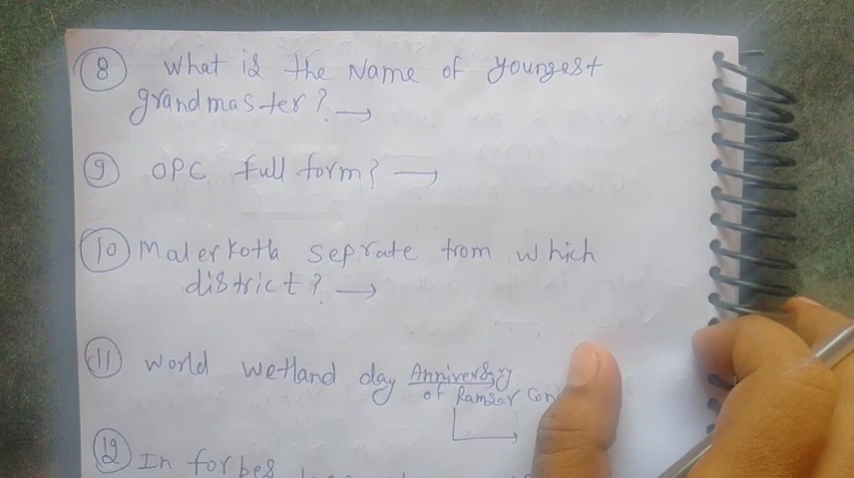 8 What is the Name of youngest
grandmaster? →
9 OPC full form? →
10 Malerkotla seprate from which
district? →
11 world wetland day Anniversay
of Ramsar Con
12 In forbes